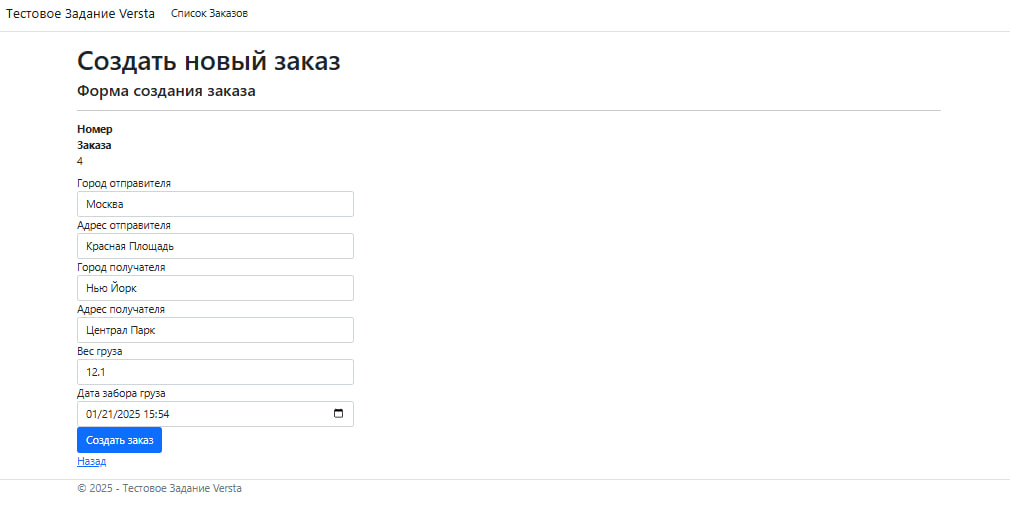 Тестовое Задание Versta Список Заказов
Создать новый заказ
Форма создания заказа
Номер
Заказа
4
Город отправителя
Москва
Адрес отправителя
Красная Площадь
Город получателя
Нью Йорк
Адрес получателя
Централ Парк
Вес груза
12.1
Дата забора груза
01/21/2025 15:54
Создать заказ
Назад
© 2025 - Тестовое Задание Versta